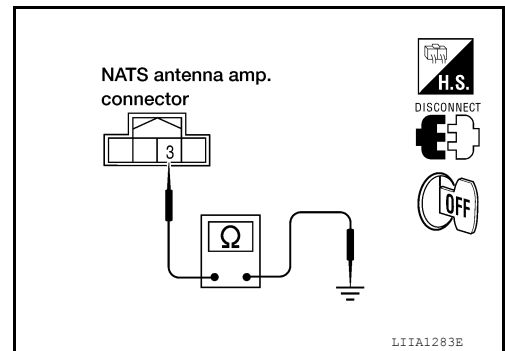 NATS antenna amp.
connector
H.S.
DISCONNECT
3
OFF
Ω
LIIA1283E